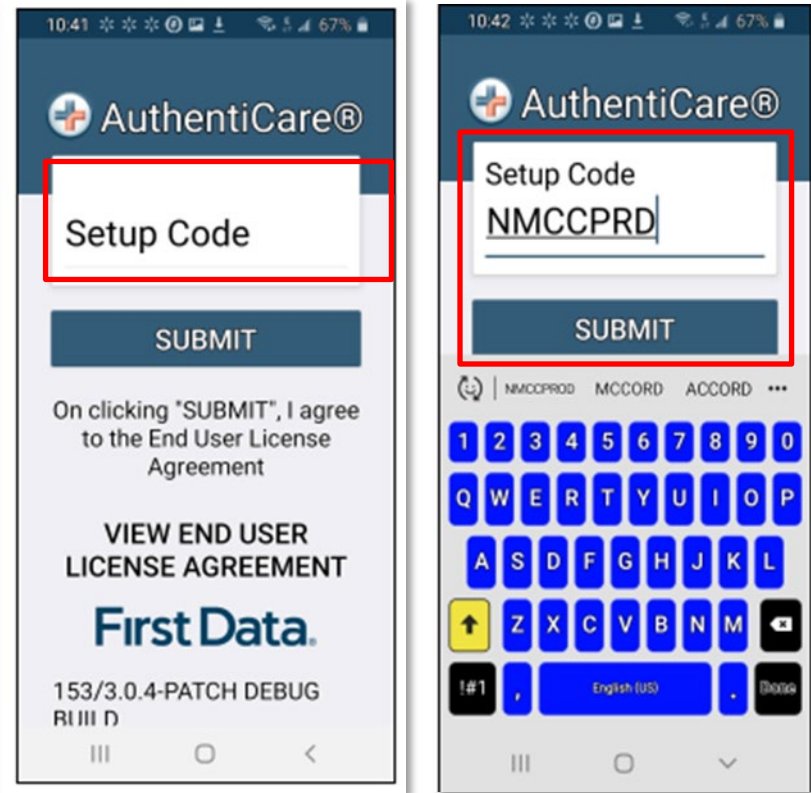 10:41
67%
AuthentiCare®
Setup Code
SUBMIT
On clicking "SUBMIT", I agree
to the End User License
Agreement
VIEW END USER
LICENSE AGREEMENT
First Data.
153/3.0.4-PATCH DEBUG
BUILD
10:42
67%
AuthentiCare®
Setup Code
NMCCPRD
SUBMIT
NMCCPROD MCCORD ACCORD •••
1 2 3 4 5 6 7 8 9 0
Q W E R T Y U I O P
A S D F G H J K L
Z X C V B N M
!#1 , English (US) . Done